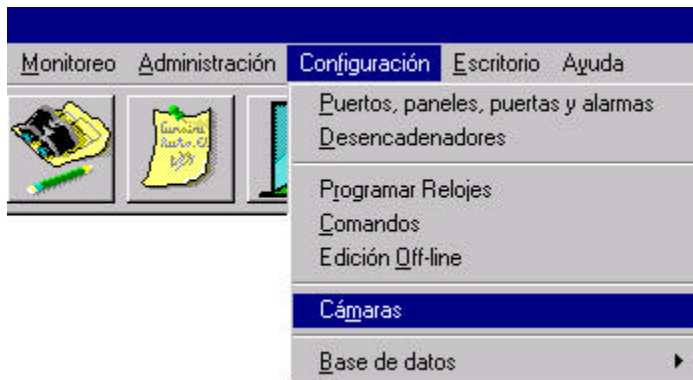 Monitoreo Administración Configuración Escritorio Ayuda
Puertos, paneles, puertas y alarmas
Desencadenadores
Programar Relojes
Comandos
Edición Off-line
Cámaras
Base de datos